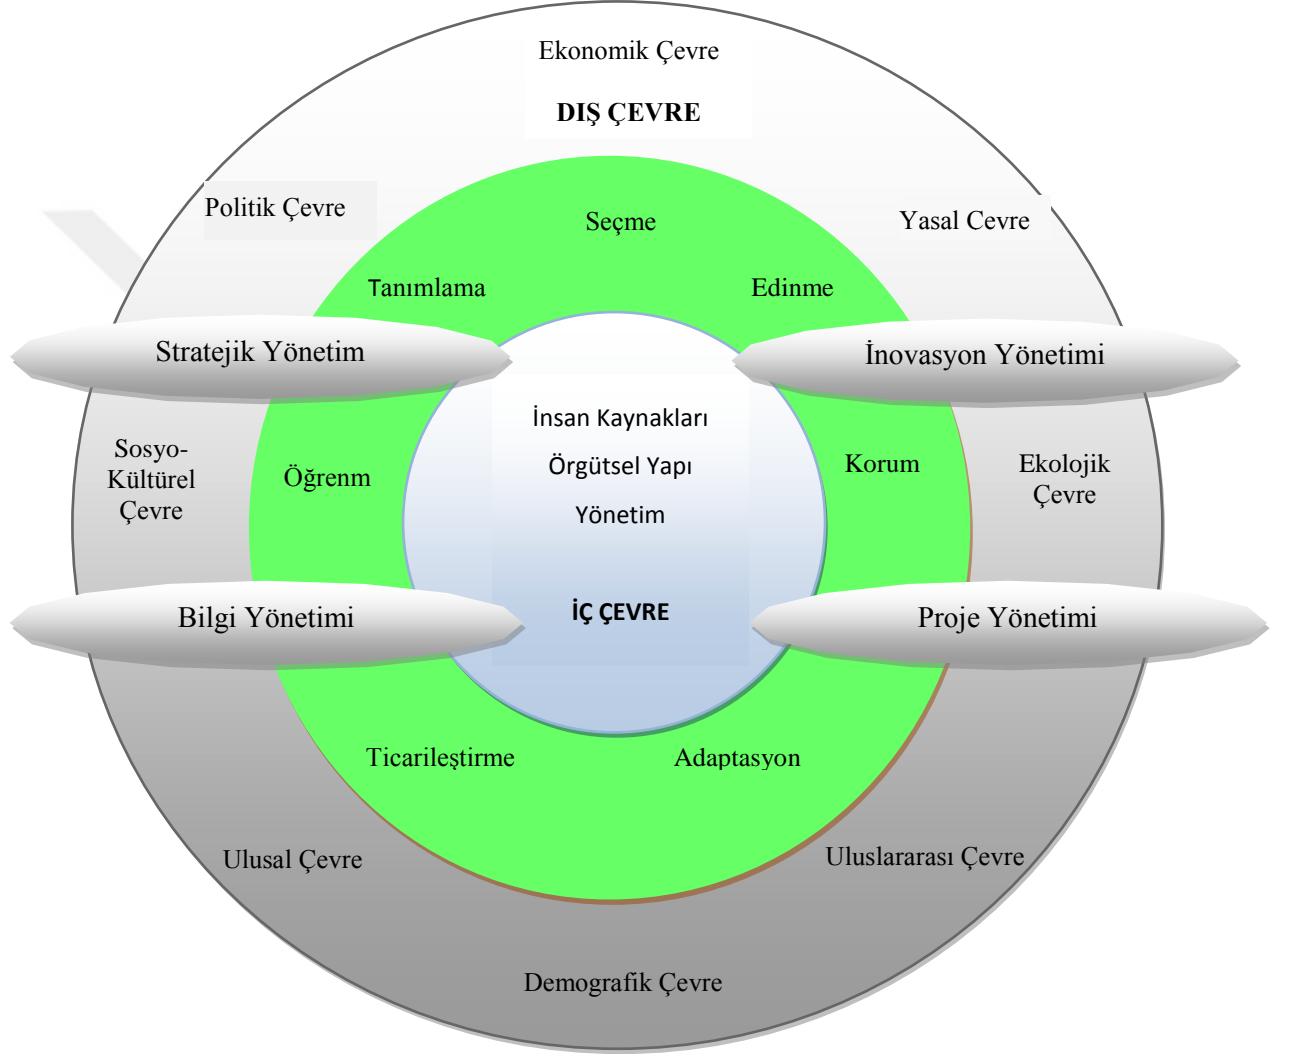 Ekonomik Çevre
DIŞ ÇEVRE
Politik Çevre
Yasal Cevre
Seçme
Tanımlama
Edinme
Stratejik Yönetim
İnovasyon Yönetimi
İnsan Kaynakları
Örgütsel Yapı
Yönetim
İÇ ÇEVRE
Sosyo-
Kültürel
Çevre
Öğrenm
Korum
Ekolojik
Çevre
Bilgi Yönetimi
Proje Yönetimi
Ticarileştirme
Adaptasyon
Ulusal Çevre
Uluslararası Çevre
Demografik Çevre